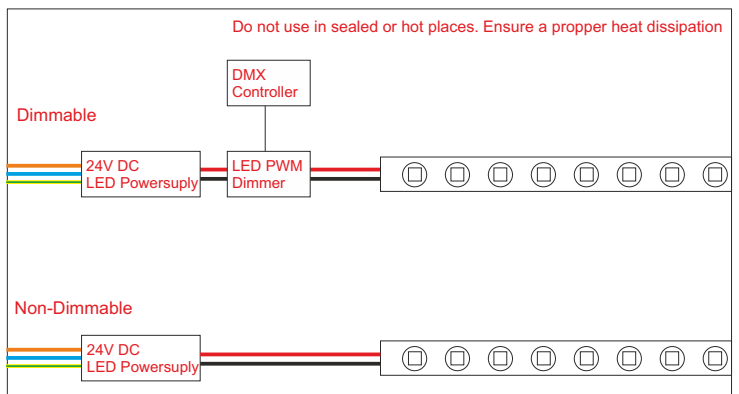 Do not use in sealed or hot places. Ensure a propper heat dissipation
DMX
Controller
Dimmable
24V DC
LED Powersuply
LED PWM
Dimmer
Non-Dimmable
24V DC
LED Powersuply